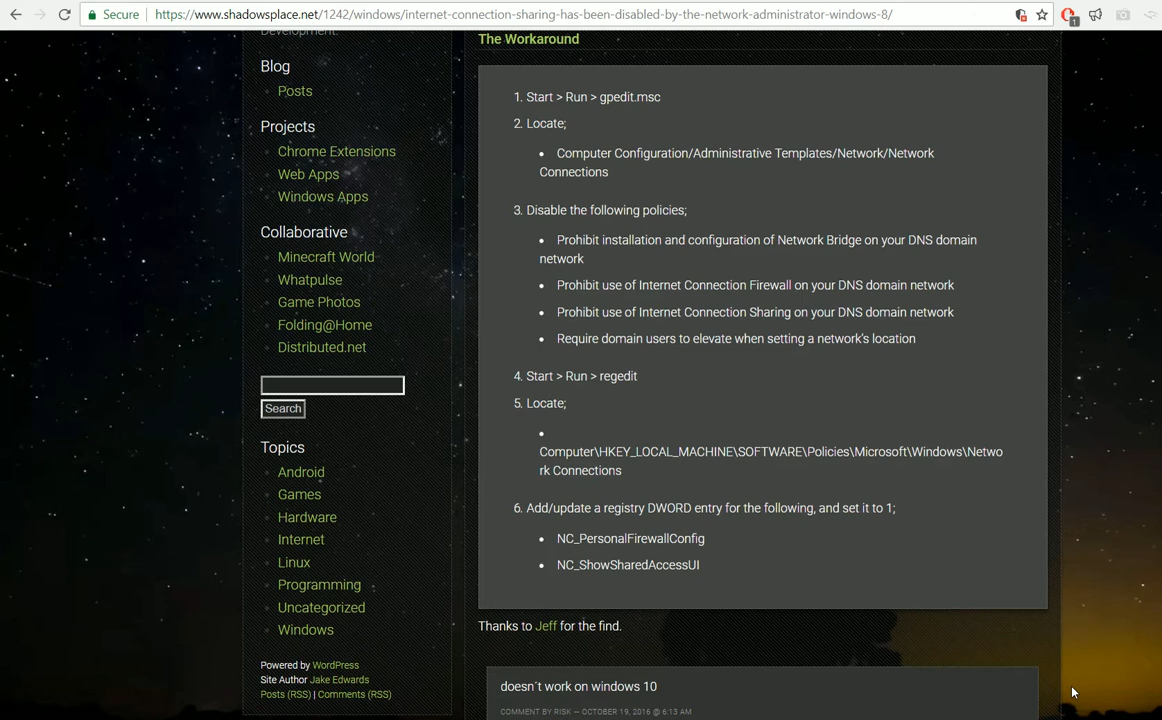 Secure https://www.shadowsplace.net/1242/windows/internet-connection-sharing-has-been-disabled-by-the-network-administrator-windows-8/
1
Development.
Blog
Posts
Projects
Chrome Extensions
Web Apps
Windows Apps
Collaborative
Minecraft World
Whatpulse
Game Photos
Folding@Home
Distributed.net
Search
Topics
Android
Games
Hardware
Internet
Linux
Programming
Uncategorized
Windows
Powered by WordPress
Site Author Jake Edwards
Posts (RSS) | Comments (RSS)
The Workaround
1. Start > Run > gpedit.msc
2. Locate;
• Computer Configuration/Administrative Templates/Network/Network
Connections
3. Disable the following policies;
• Prohibit installation and configuration of Network Bridge on your DNS domain
network
• Prohibit use of Internet Connection Firewall on your DNS domain network
• Prohibit use of Internet Connection Sharing on your DNS domain network
• Require domain users to elevate when setting a network's location
4. Start > Run > regedit
5. Locate;
•
Computer\HKEY_LOCAL_MACHINE\SOFTWARE\Policies\Microsoft\Windows\Netwo
rk Connections
6. Add/update a registry DWORD entry for the following, and set it to 1;
• NC_PersonalFirewallConfig
• NC_ShowSharedAccessUI
Thanks to Jeff for the find.
doesn´t work on windows 10
COMMENT BY RISK — OCTOBER 19, 2016 @ 6:13 AM